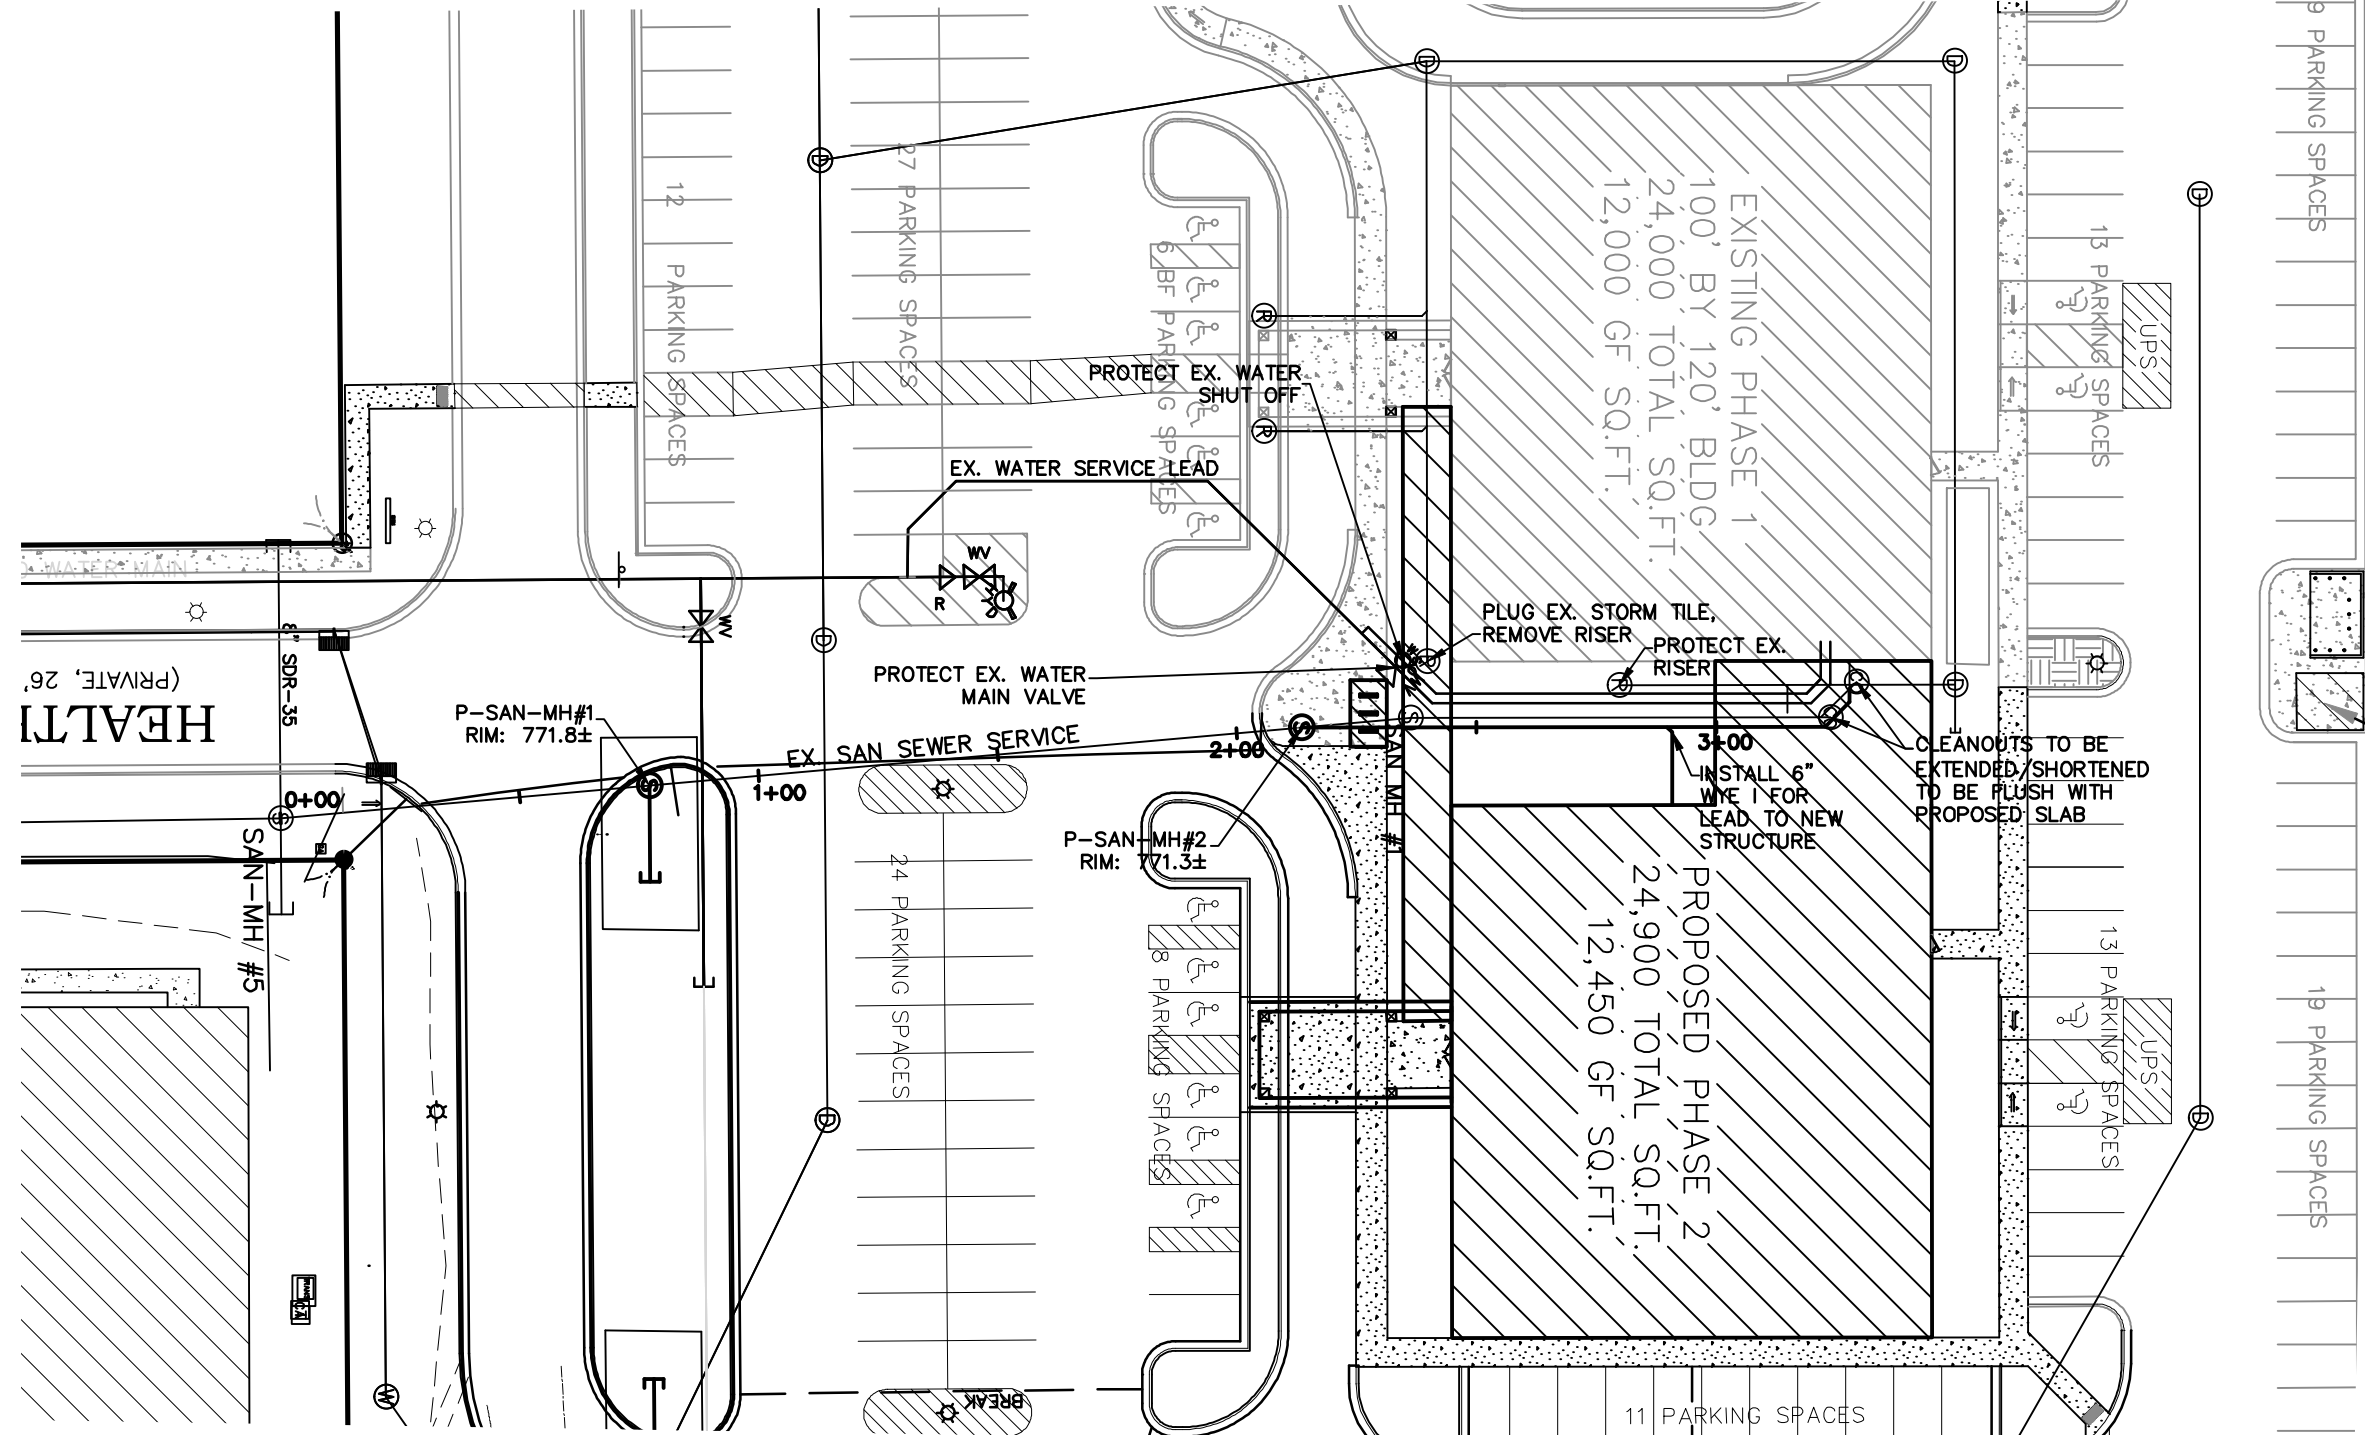 9 PARKING SPACES
27 PARKING SPACES
12 PARKING SPACES
6 BF PARKING SPACES
EXISTING PHASE 1
100' BY 120' BLDG
24,000 TOTAL SQ.FT.
12,000 GF SQ.FT.
13 PARKING SPACES
UPS
D
D
D
D
R
R
PROTECT EX. WATER
SHUT OFF
EX. WATER SERVICE LEAD
WATER MAIN
WV
R
HYD
WV
D
8" SDR-35
(PRIVATE, 26'
HEALT
PROTECT EX. WATER
MAIN VALVE
PLUG EX. STORM TILE,
REMOVE RISER
PROTECT EX.
RISER
R
D
C
C
S
S
P-SAN-MH#1
RIM: 771.8±
S
EX. SAN SEWER SERVICE
0+00
1+00
2+00
3+00
S
SAN-MH #5
SAN MH #1
INSTALL 6"
WYE I FOR
LEAD TO NEW
STRUCTURE
CLEANOUTS TO BE
EXTENDED/SHORTENED
TO BE FLUSH WITH
PROPOSED SLAB
P-SAN-MH#2
RIM: 771.3±
24 PARKING SPACES
8 PARKING SPACES
PROPOSED PHASE 2
24,900 TOTAL SQ.FT.
12,450 GF SQ.FT.
13 PARKING SPACES
UPS
19 PARKING SPACES
D
D
W
BREAK
11 PARKING SPACES